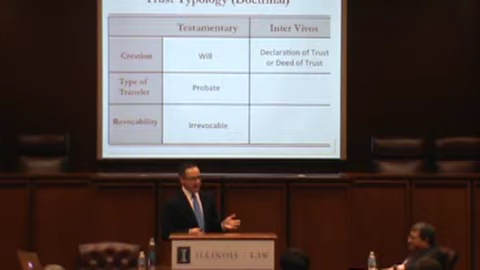 Trust Typology (Doctrinal)
Testamentary Inter Vivos
Creation Will Declaration of Trust
or Deed of Trust
Type of
Transfer Probate
Revocability Irrevocable
I ILLINOIS LAW